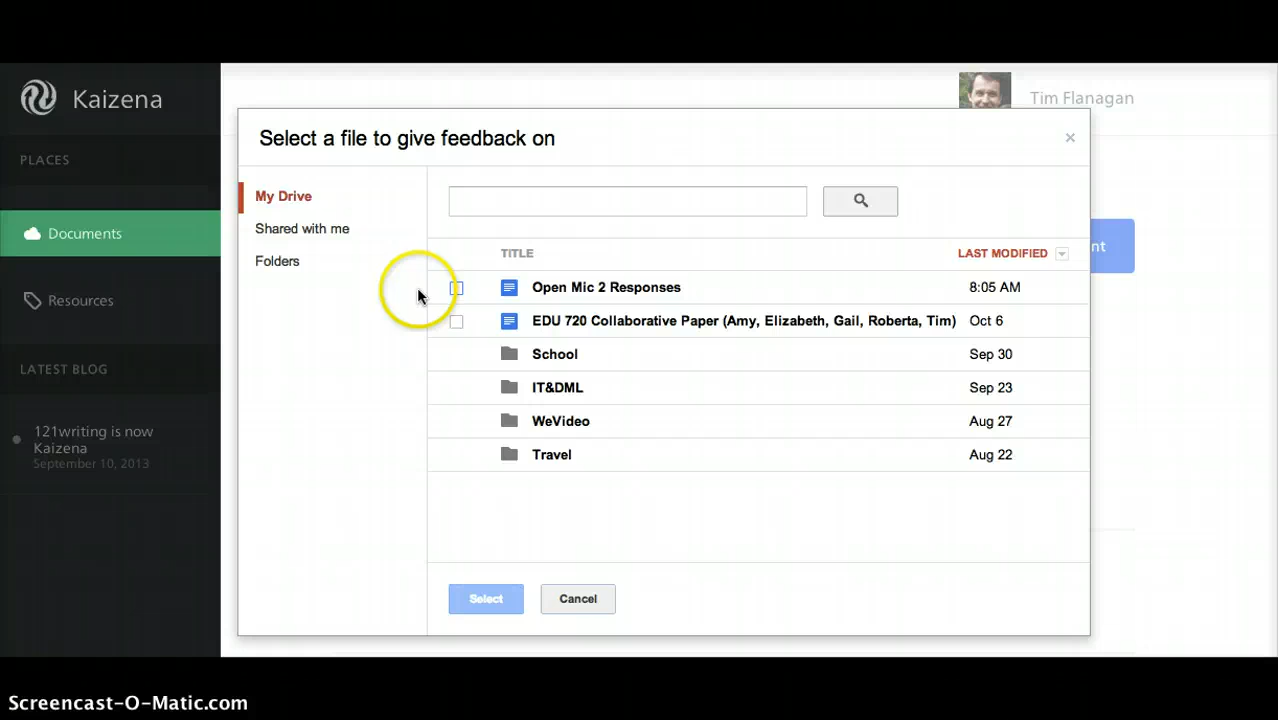 Kaizena
Tim Flanagan
Select a file to give feedback on
×
PLACES
Documents
Resources
LATEST BLOG
121writing is now
Kaizena
September 10, 2013
My Drive
Shared with me
Folders
TITLE LAST MODIFIED
Open Mic 2 Responses 8:05 AM
EDU 720 Collaborative Paper (Amy, Elizabeth, Gail, Roberta, Tim) Oct 6
School Sep 30
IT&DML Sep 23
WeVideo Aug 27
Travel Aug 22
nt
Select Cancel
Screencast-O-Matic.com